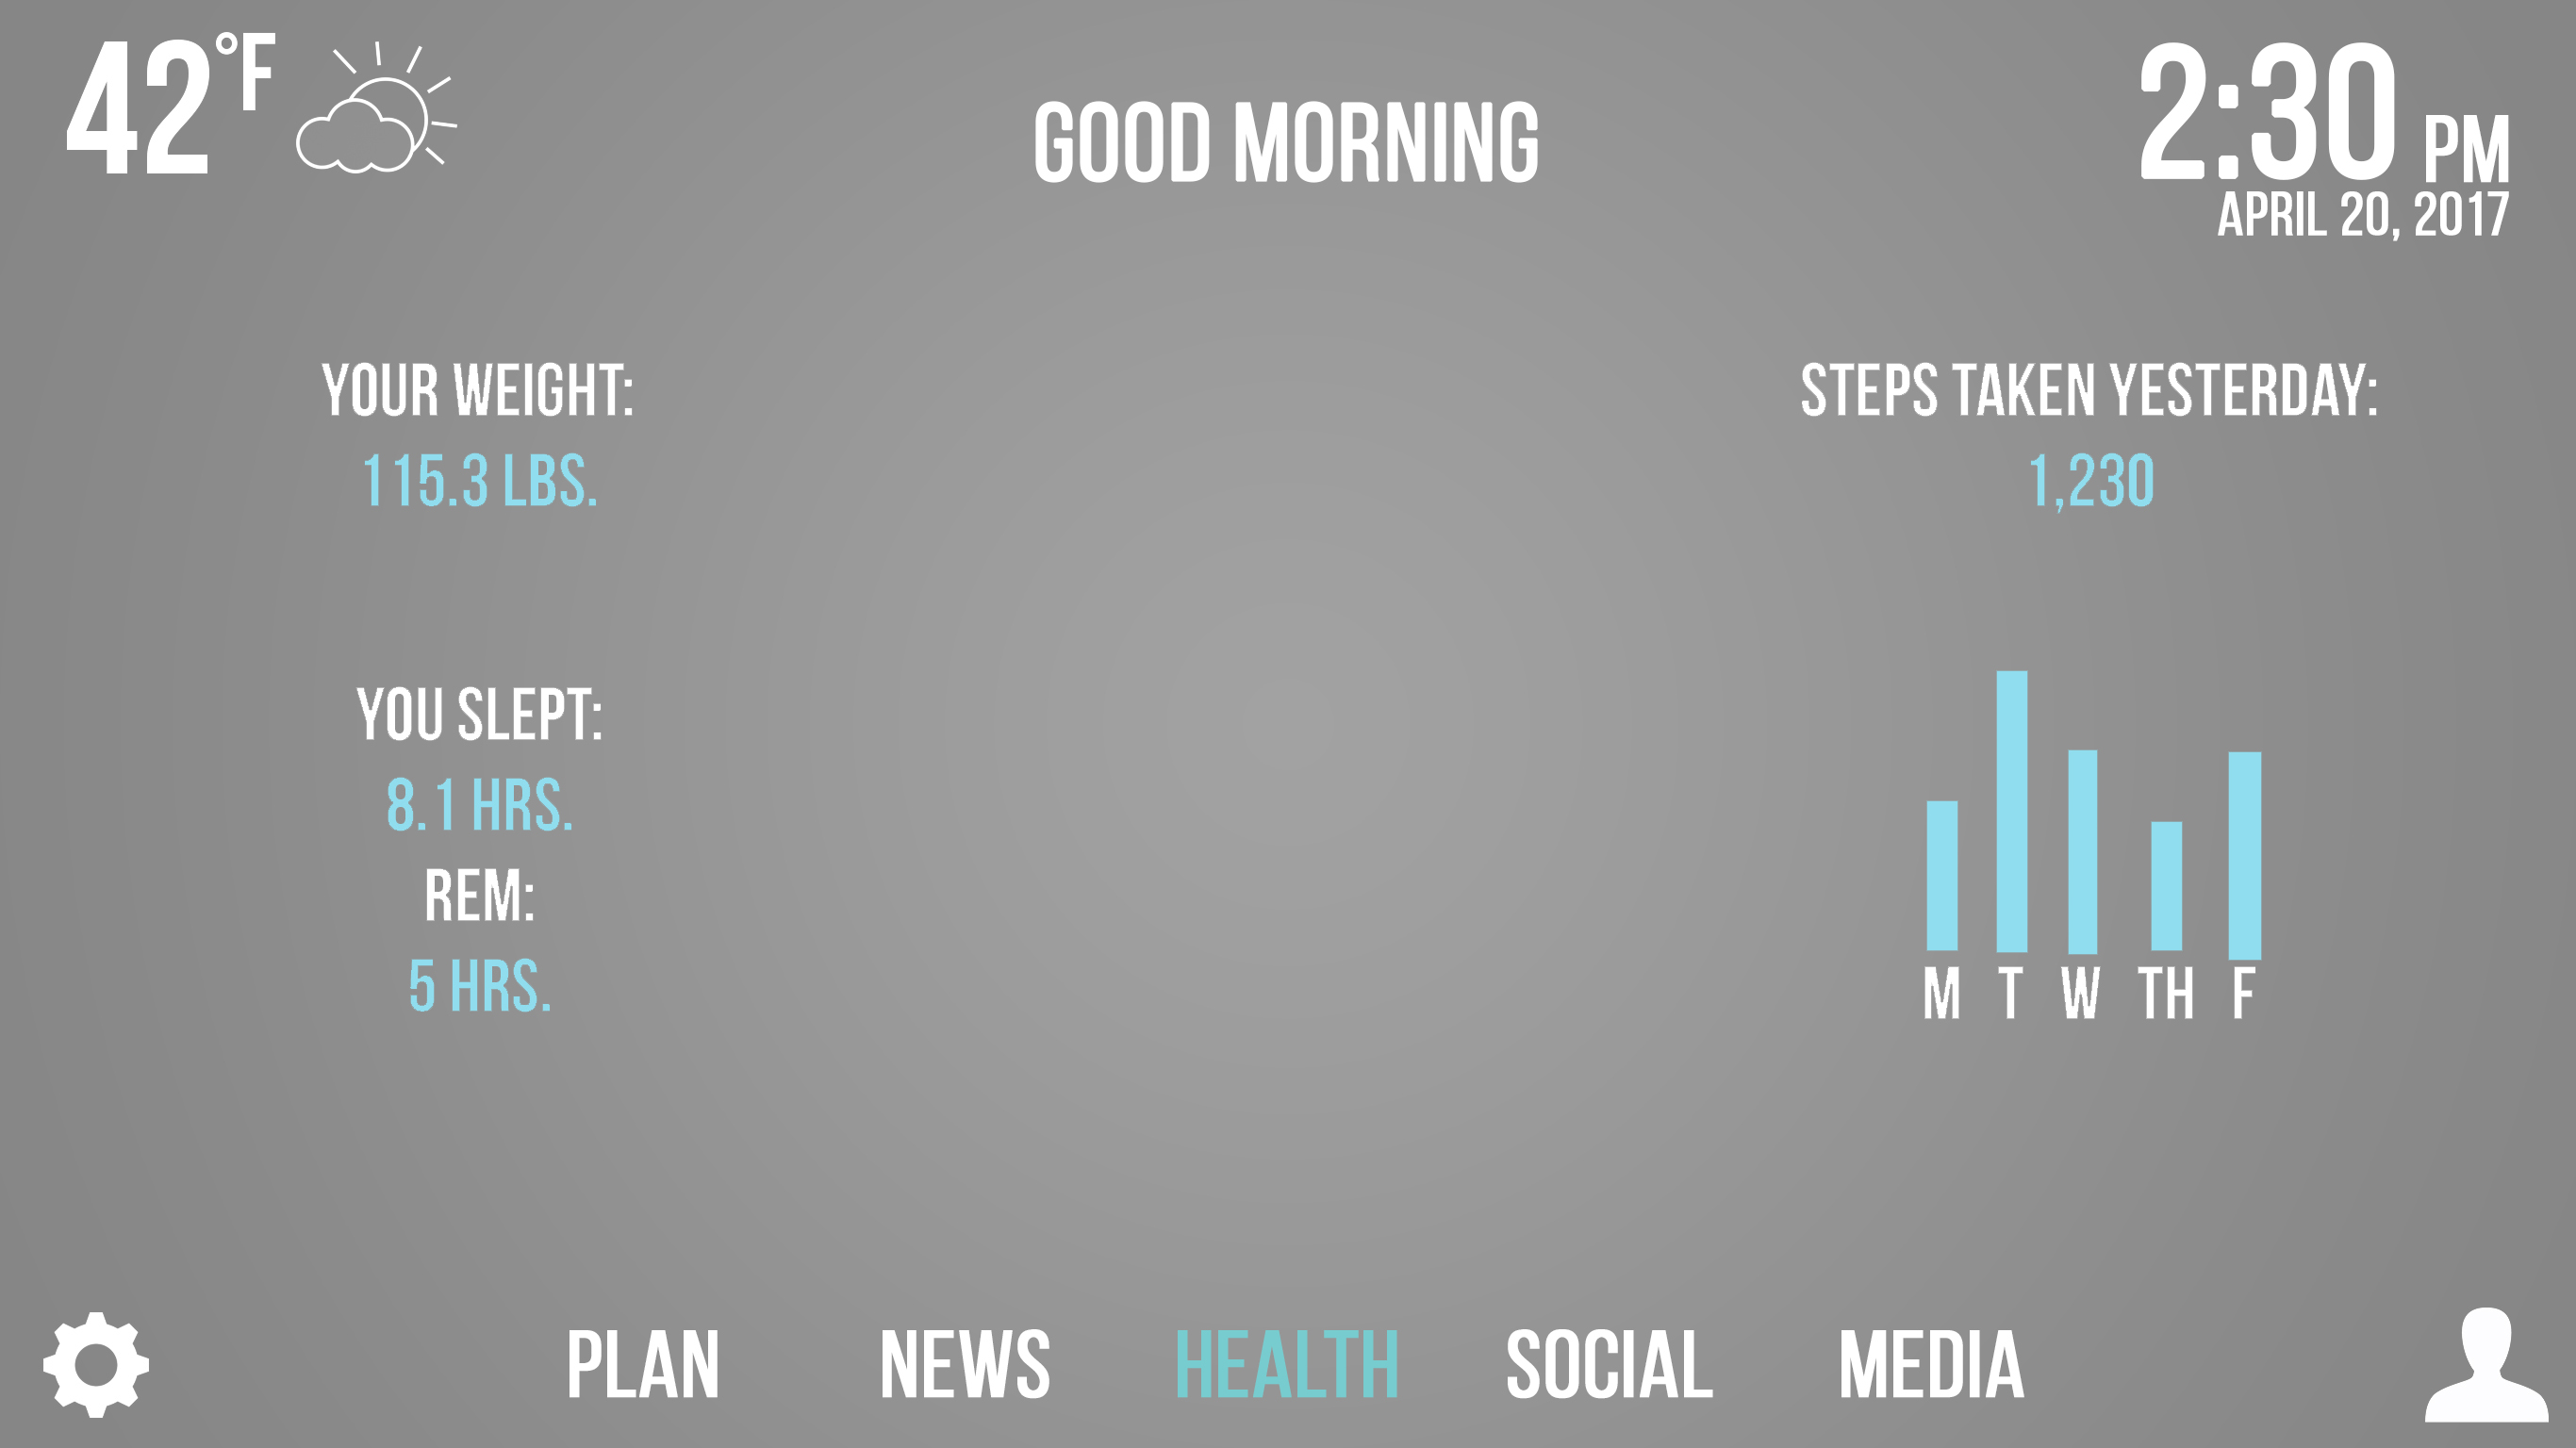 42°F
GOOD MORNING
2:30 PM
APRIL 20, 2017
YOUR WEIGHT:
115.3 LBS.
STEPS TAKEN YESTERDAY:
1,230
YOU SLEPT:
8.1 HRS.
REM:
5 HRS.
M T W TH F
PLAN NEWS HEALTH SOCIAL MEDIA